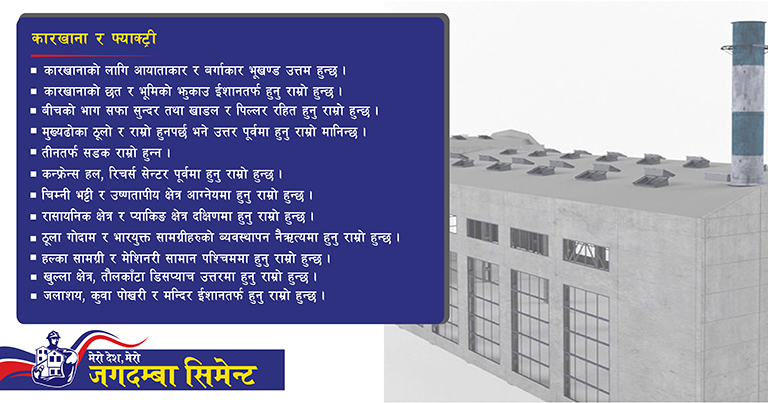 कारखाना र फ्याक्ट्री
कारखानाको लागि आयाताकार र बर्गाकार भूखण्ड उत्तम हुन्छ ।
कारखानाको छत र भूमिको झुकाउ ईशानतर्फ हुनु राम्रो हुन्छ ।
बीचको भाग सफा सुन्दर तथा खाडल र पिल्लर रहित हुनु राम्रो हुन्छ ।
मुख्यढोका ठूलो र राम्रो हुनपर्छ भने उत्तर पूर्वमा हुनु राम्रो मानिन्छ ।
तीनतर्फ सडक राम्रो हुन्न ।
कन्फ्रेन्स हल, रिचर्स सेन्टर पूर्वमा हुनु राम्रो हुन्छ ।
चिम्नी भट्टी र उष्णतापीय क्षेत्र आग्नेयमा हुनु राम्रो हुन्छ ।
रासायनिक क्षेत्र र प्याकिङ क्षेत्र दक्षिणमा हुनु राम्रो हुन्छ ।
ठूला गोदाम र भारयुक्त सामग्रीहरुको ब्यवस्थापन नैऋत्यमा हुनु राम्रो हुन्छ ।
हल्का सामग्री र मेशिनरी सामान पश्चिममा हुनु राम्रो हुन्छ ।
खुल्ला क्षेत्र, तौलकाँटा डिसप्याच उत्तरमा हुनु राम्रो हुन्छ ।
जलाशय, कुवा पोखरी र मन्दिर ईशानतर्फ हुनु राम्रो हुन्छ ।
मेरो देश, मेरो
जगदम्बा सिमेन्ट